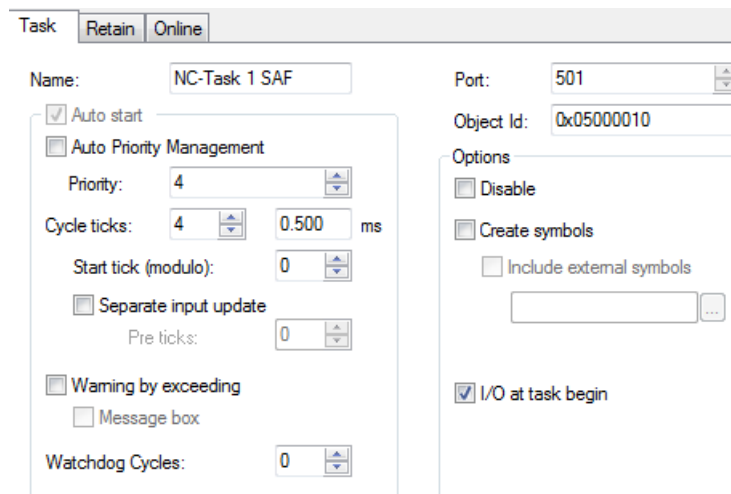 Task Retain Online
Name: NC-Task 1 SAF
Auto start
Auto Priority Management
Priority: 4
Cycle ticks: 4 0.500 ms
Start tick (modulo): 0
Separate input update
Pre ticks: 0
Warning by exceeding
Message box
Watchdog Cycles: 0
Port: 501
Object Id: 0x05000010
Options
Disable
Create symbols
Include external symbols
...
I/O at task begin